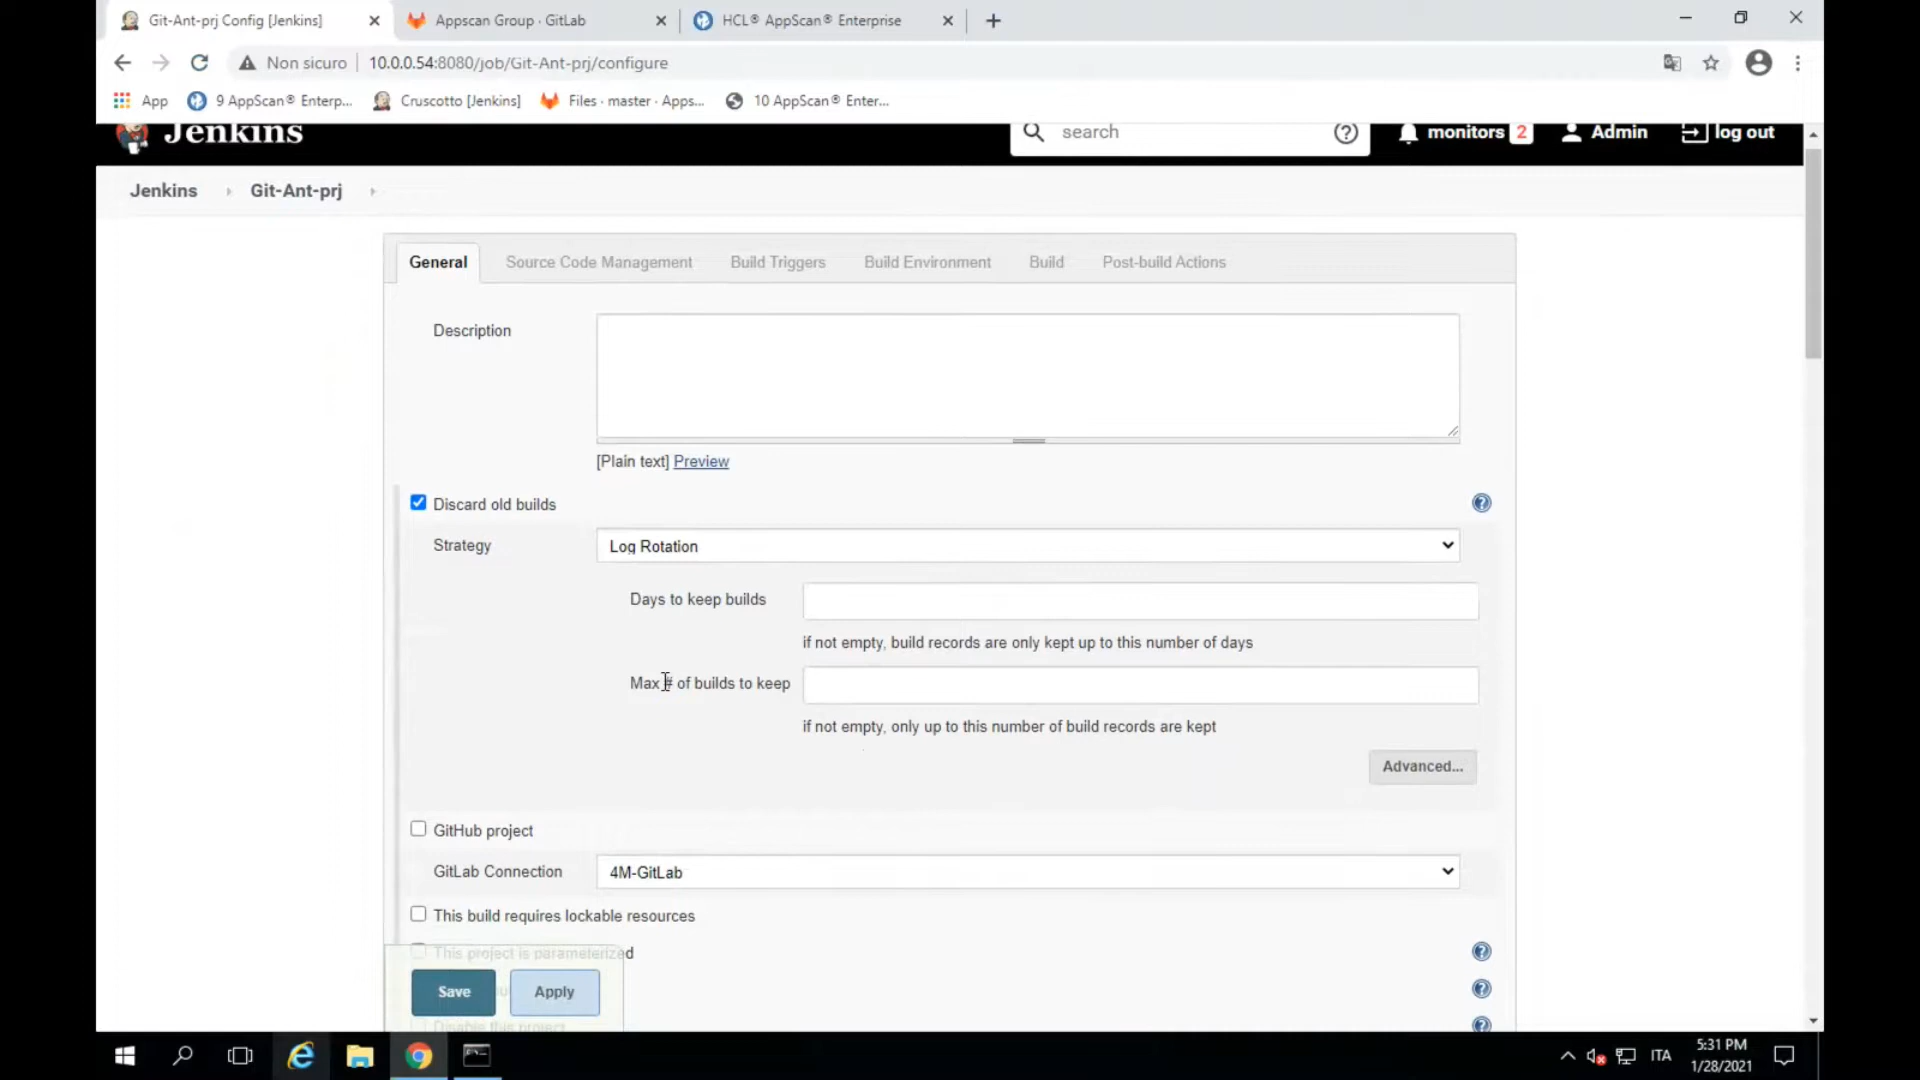 Git-Ant-prj Config [Jenkins]
Appscan Group · GitLab
HCL® AppScan® Enterprise
Non sicuro
10.0.0.54:8080/job/Git-Ant-prj/configure
App
9 AppScan® Enterp...
Cruscotto [Jenkins]
Files · master · Apps...
10 AppScan® Enter...
Jenkins
search
monitors 2
Admin
log out
Jenkins
Git-Ant-prj
General
Source Code Management
Build Triggers
Build Environment
Build
Post-build Actions
Description
[Plain text] Preview
Discard old builds
Strategy
Log Rotation
Days to keep builds
if not empty, build records are only kept up to this number of days
Max # of builds to keep
if not empty, only up to this number of build records are kept
Advanced...
GitHub project
GitLab Connection
4M-GitLab
This build requires lockable resources
This project is parameterized
Save
Apply
Disable this project
ITA
5:31 PM
1/28/2021